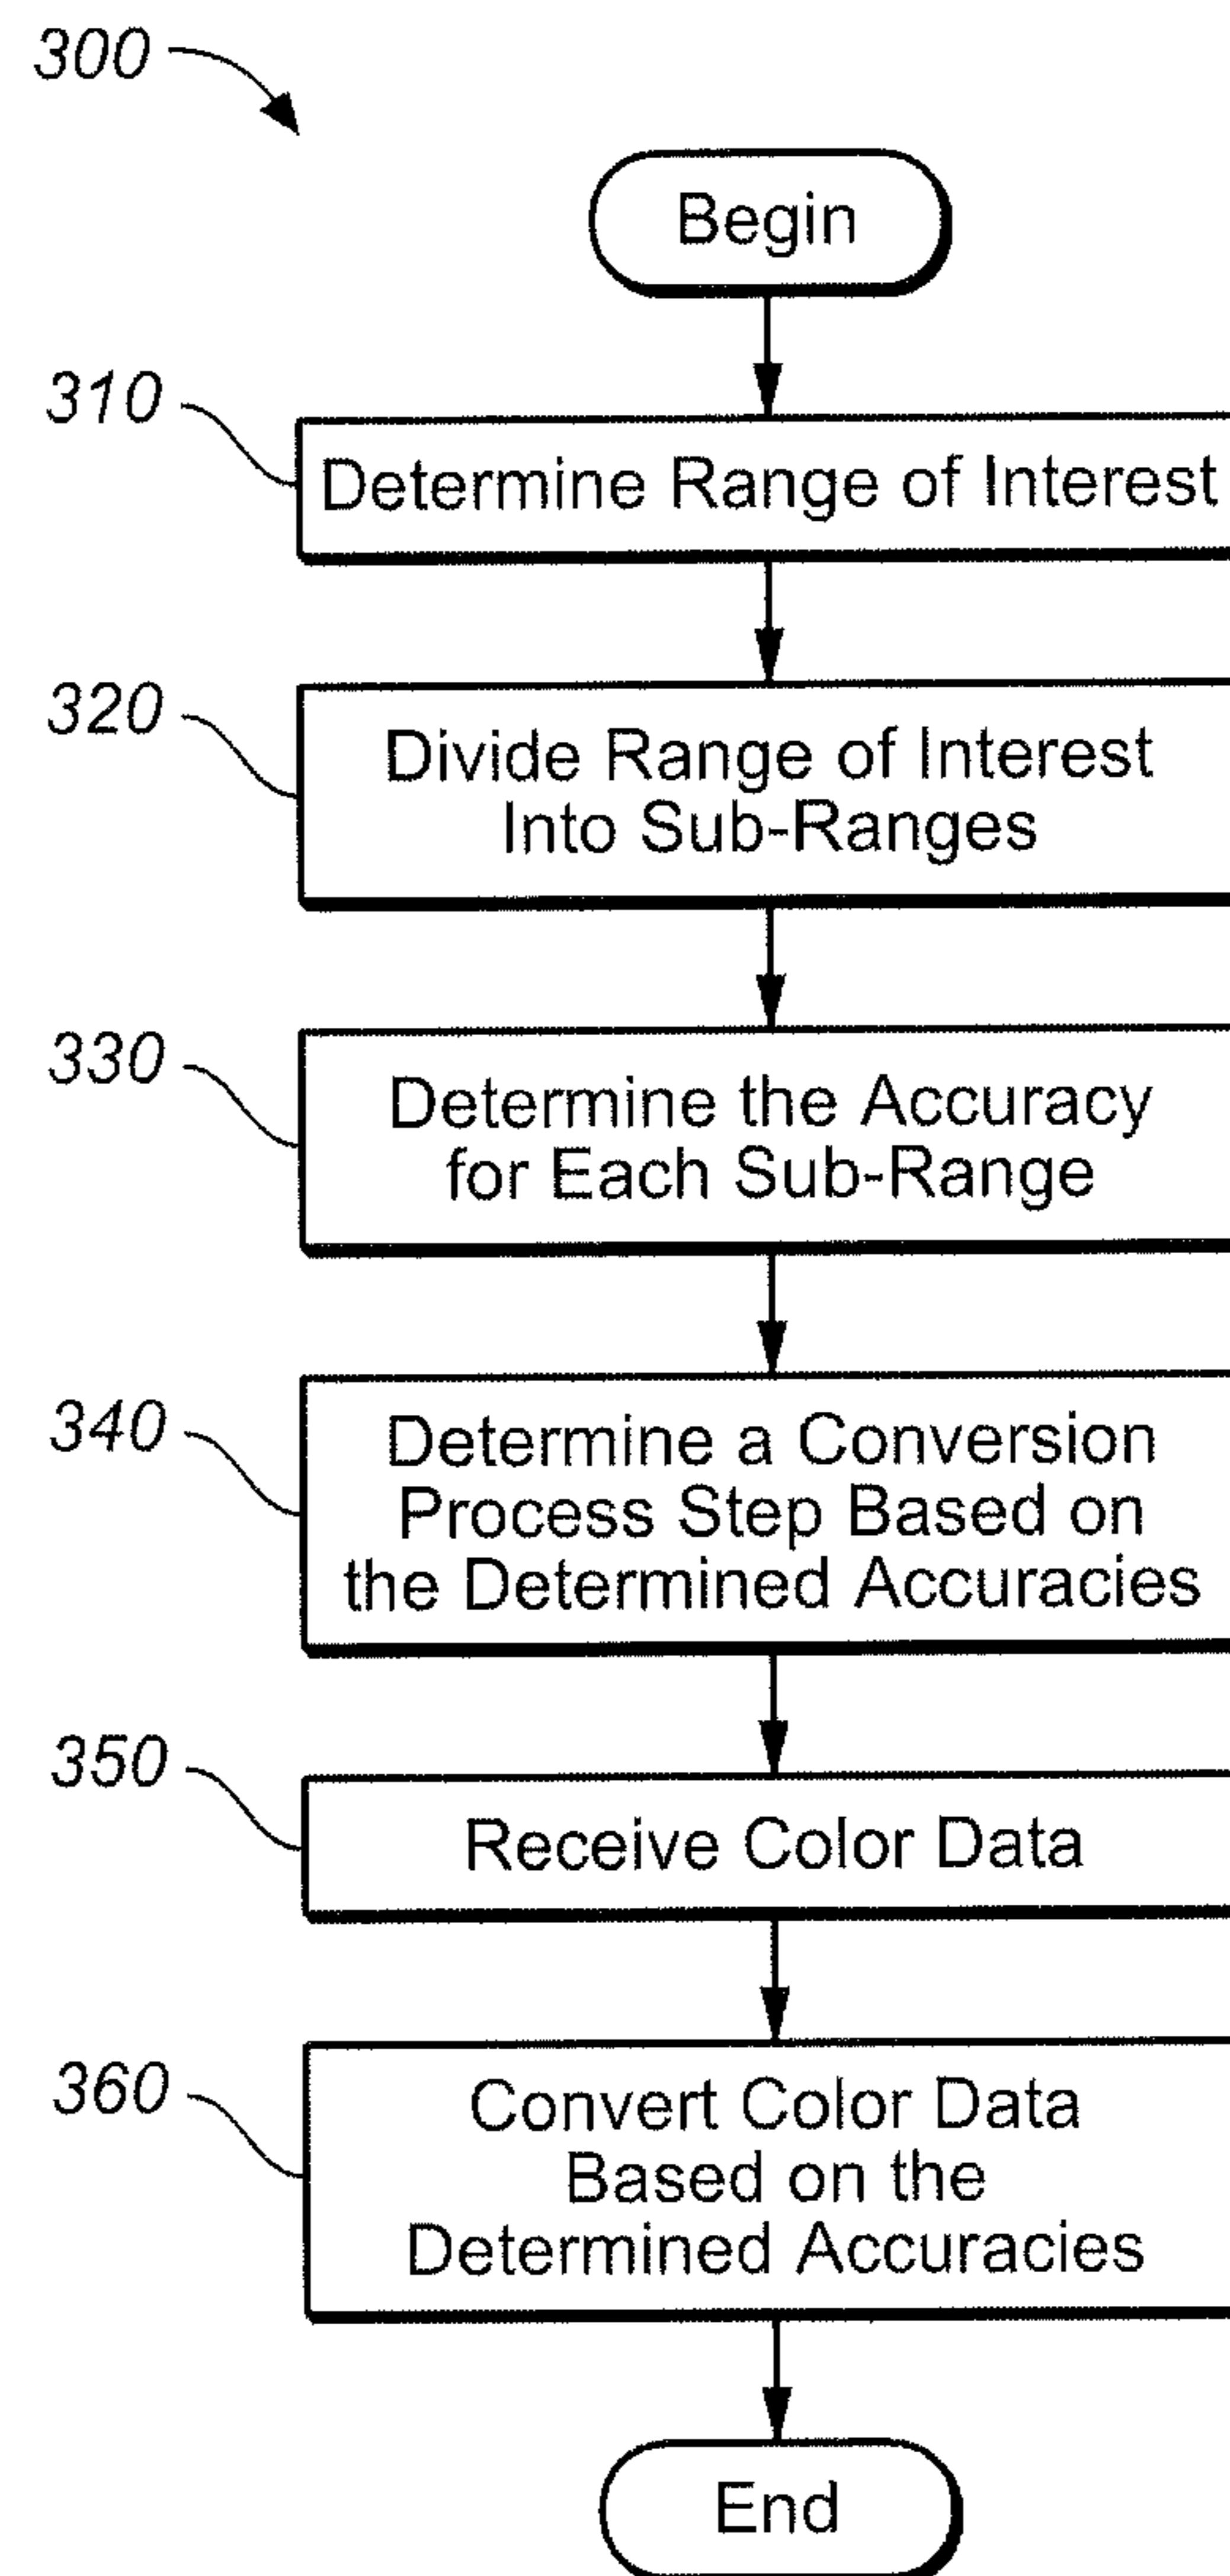 300
Begin
310
Determine Range of Interest
320
Divide Range of Interest
Into Sub-Ranges
330
Determine the Accuracy
for Each Sub-Range
340
Determine a Conversion
Process Step Based on
the Determined Accuracies
350
Receive Color Data
360
Convert Color Data
Based on the
Determined Accuracies
End